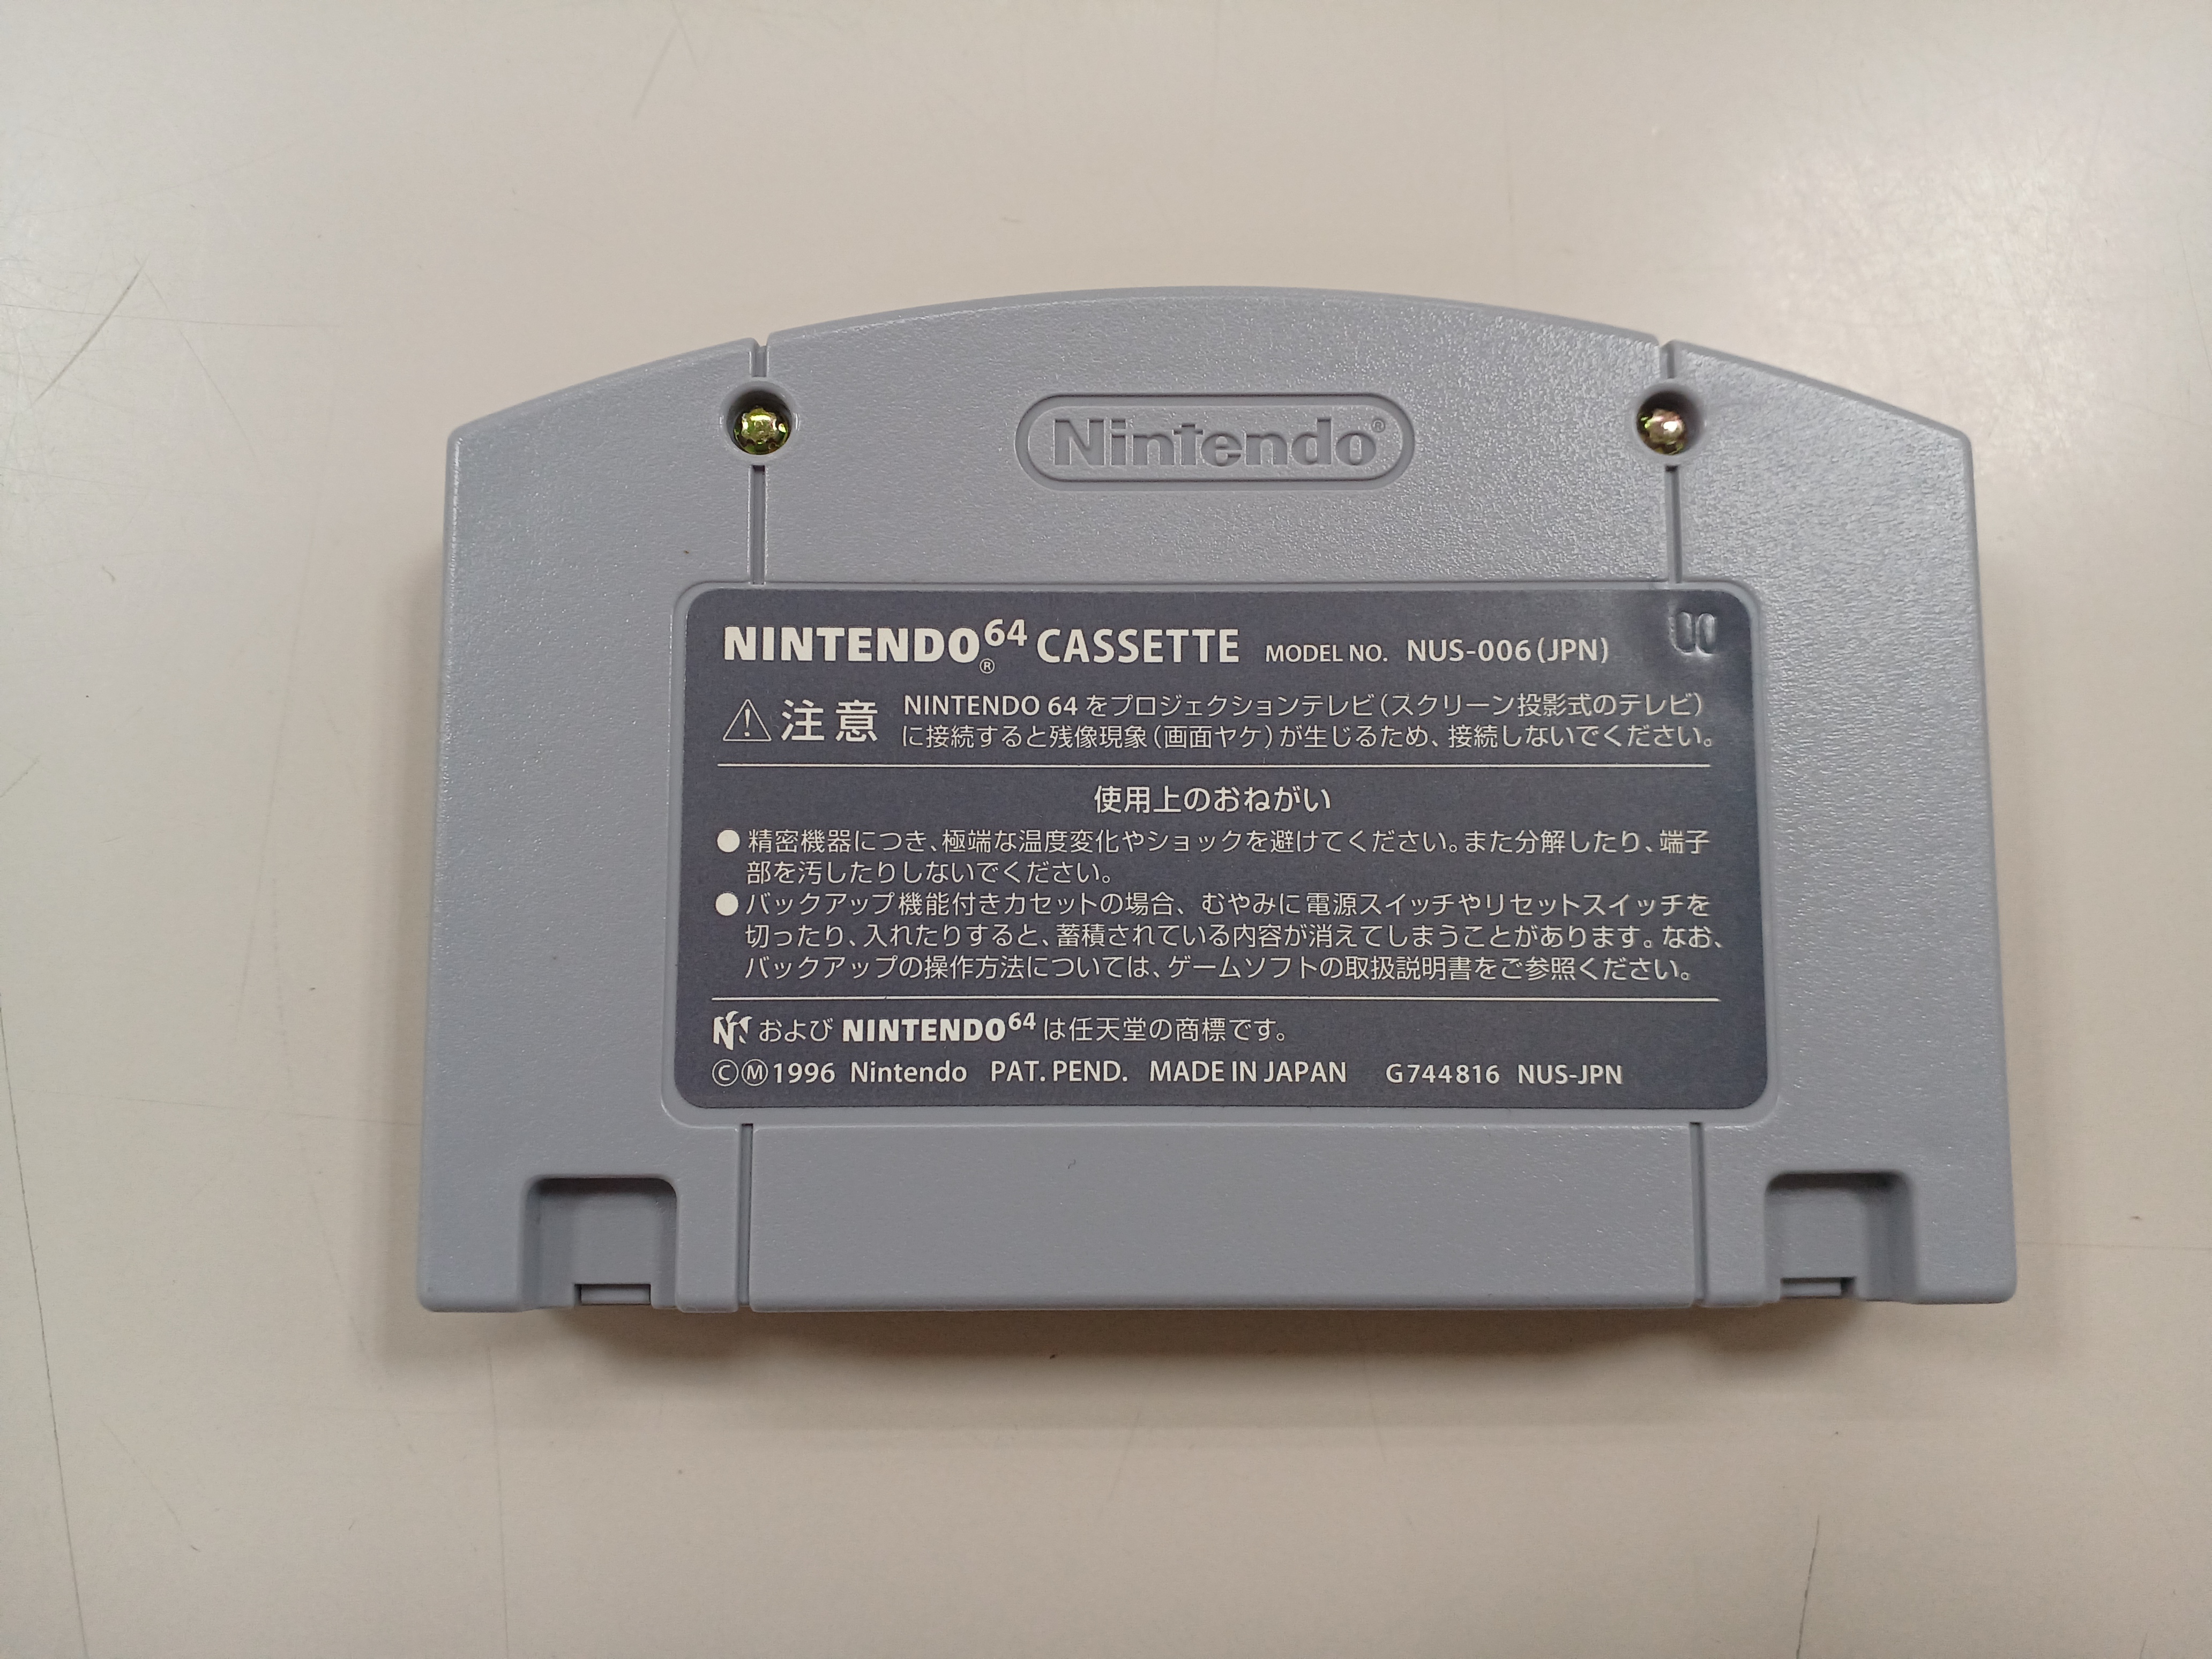 Nintendo®
NINTENDO64® CASSETTE MODEL NO. NUS-006(JPN)
⚠注意 NINTENDO 64 をプロジェクションテレビ(スクリーン投影式のテレビ)
に接続すると残像現象(画面ヤケ)が生じるため、接続しないでください。
使用上のおねがい
●精密機器につき、極端な温度変化やショックを避けてください。また分解したり、端子
部を汚したりしないでください。
●バックアップ機能付きカセットの場合、むやみに電源スイッチやリセットスイッチを
切ったり、入れたりすると、蓄積されている内容が消えてしまうことがあります。なお、
バックアップの操作方法については、ゲームソフトの取扱説明書をご参照ください。
および NINTENDO64 は任天堂の商標です。
ⒸⓂ1996 Nintendo PAT. PEND. MADE IN JAPAN G744816 NUS-JPN